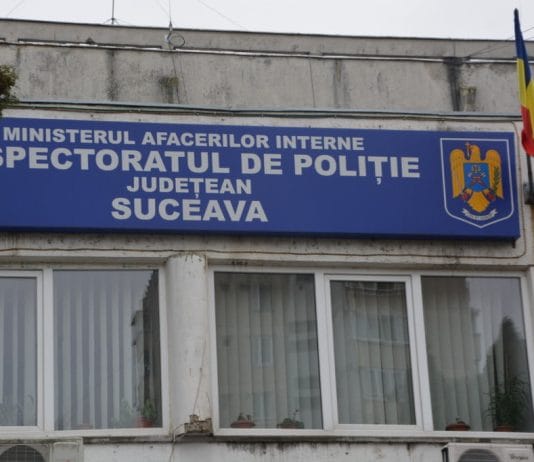 MINISTERUL AFACERILOR INTERNE
SPECTORATUL DE POLIȚIE
JUDEȚEAN
SUCEAVA